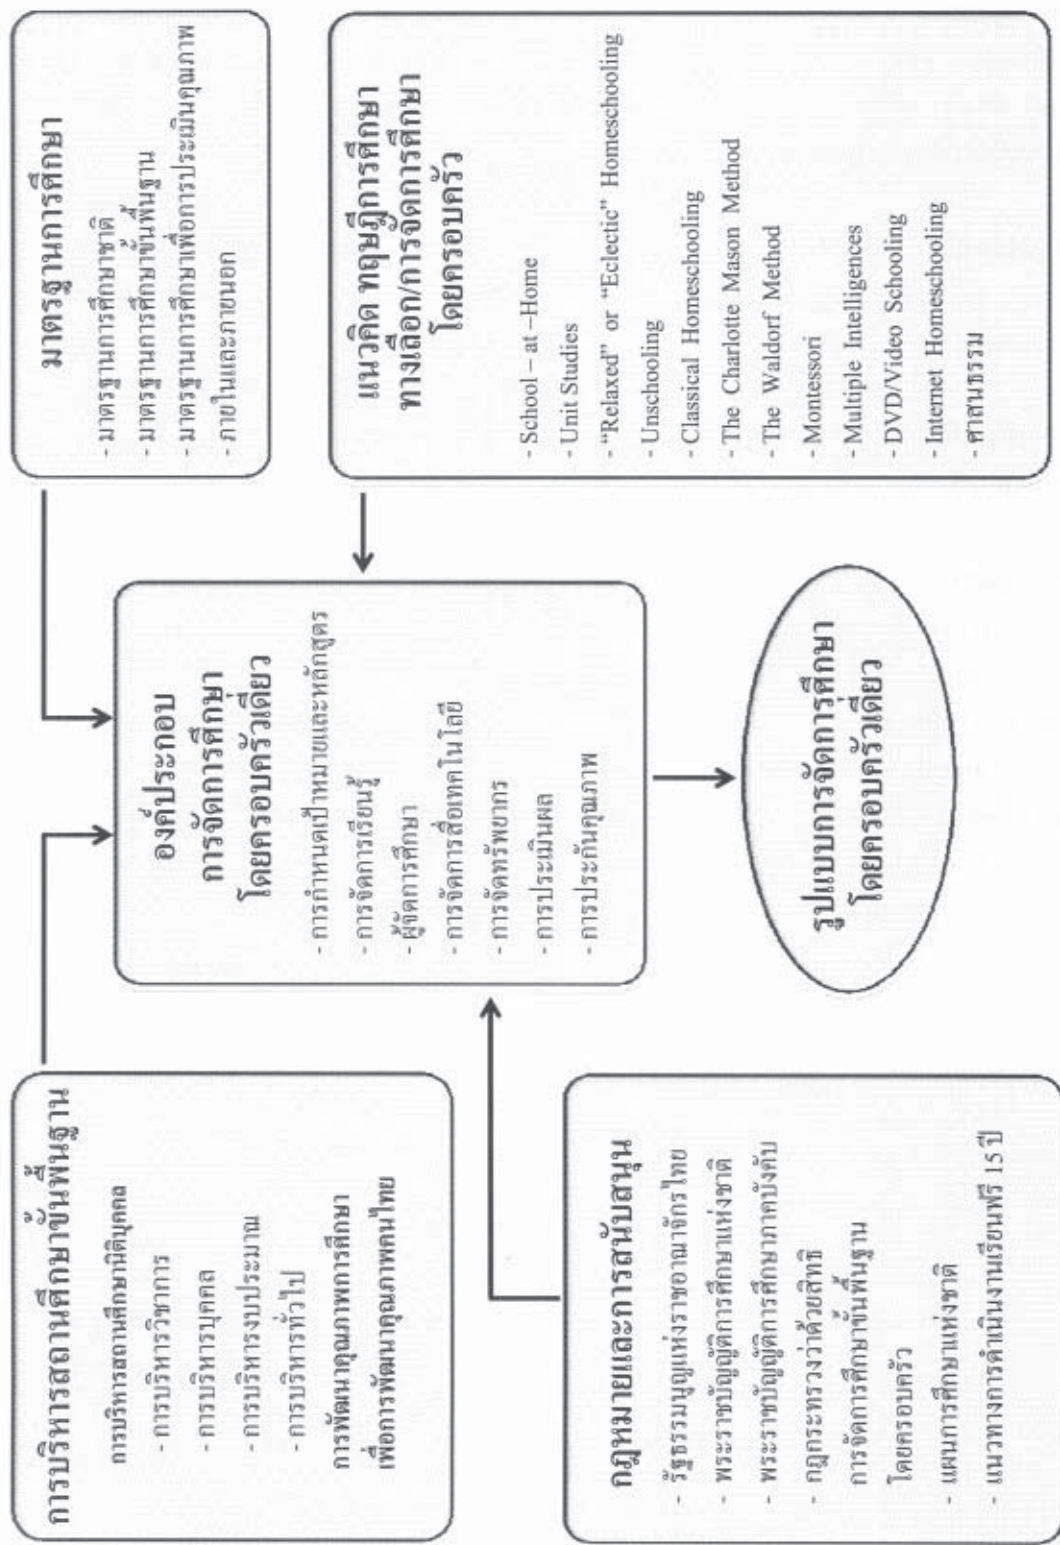 การบริหารสถานศึกษาขั้นพื้นฐาน
การบริหารสถานศึกษานิติบุคคล
- การบริหารวิชาการ
- การบริหารบุคคล
- การบริหารงบประมาณ
- การบริหารทั่วไป
การพัฒนาคุณภาพการศึกษา
เพื่อการพัฒนาคุณภาพคนไทย
มาตรฐานการศึกษา
- มาตรฐานการศึกษาชาติ
- มาตรฐานการศึกษาขั้นพื้นฐาน
- มาตรฐานการศึกษาเพื่อการประเมินคุณภาพ
- ภายในและภายนอก
องค์ประกอบ
การจัดการศึกษา
โดยครอบครัวเดียว
- การกำหนดเป้าหมายและหลักสูตร
- การจัดการเรียนรู้
- ผู้จัดการศึกษา
- การจัดการสื่อเทคโนโลยี
- การจัดทรัพยากร
- การประเมินผล
- การประกันคุณภาพ
กฎหมายและการสนับสนุน
- รัฐธรรมนูญแห่งราชอาณาจักรไทย
- พระราชบัญญัติการศึกษาแห่งชาติ
- พระราชบัญญัติการศึกษาภาคบังคับ
- กฎกระทรวงว่าด้วยสิทธิ
การจัดการศึกษาขั้นพื้นฐาน
โดยครอบครัว
- แผนการศึกษาแห่งชาติ
- แนวทางการดำเนินงานเรียนฟรี 15 ปี
แนวคิด ทฤษฎีการศึกษา
ทางเลือก/การจัดการศึกษา
โดยครอบครัว
- School – at –Home
- Unit Studies
- “Relaxed” or “Eclectic” Homeschooling
- Unschooling
- Classical Homeschooling
- The Charlotte Mason Method
- The Waldorf Method
- Montessori
- Multiple Intelligences
- DVD/Video Schooling
- Internet Homeschooling
- ศาสนธรรม
รูปแบบการจัดการศึกษา
โดยครอบครัวเดียว